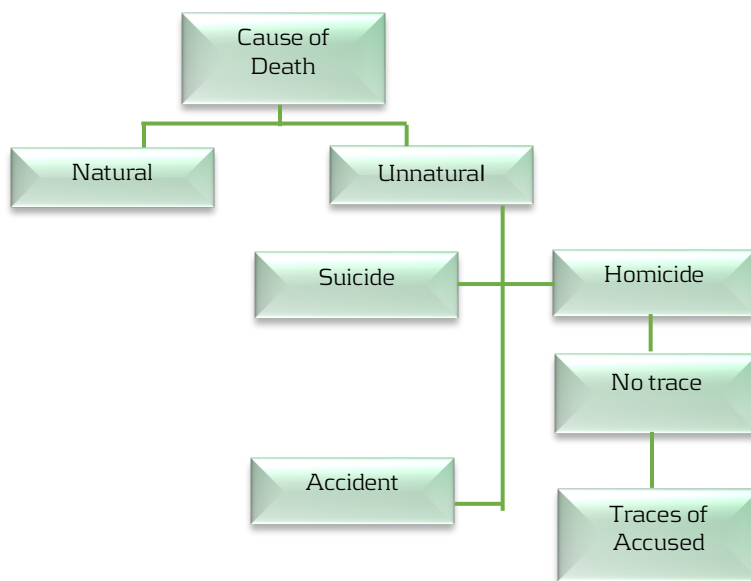 Cause of
Death
Natural
Unnatural
Suicide
Homicide
No trace
Accident
Traces of
Accused